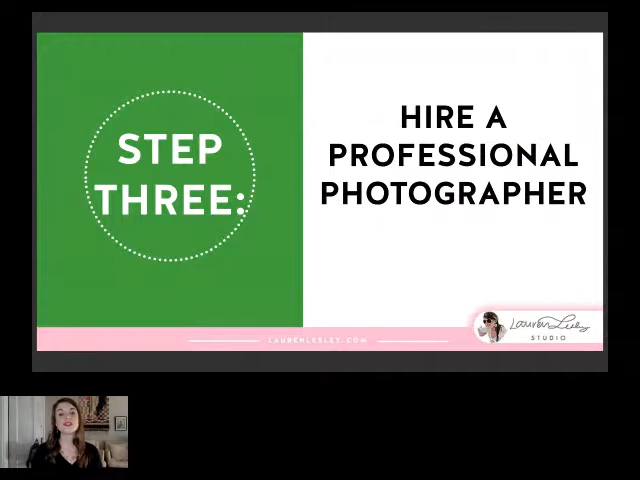 STEP
THREE:
HIRE A
PROFESSIONAL
PHOTOGRAPHER
LAURENLESLEY.COM
Lauren Lesley
STUDIO